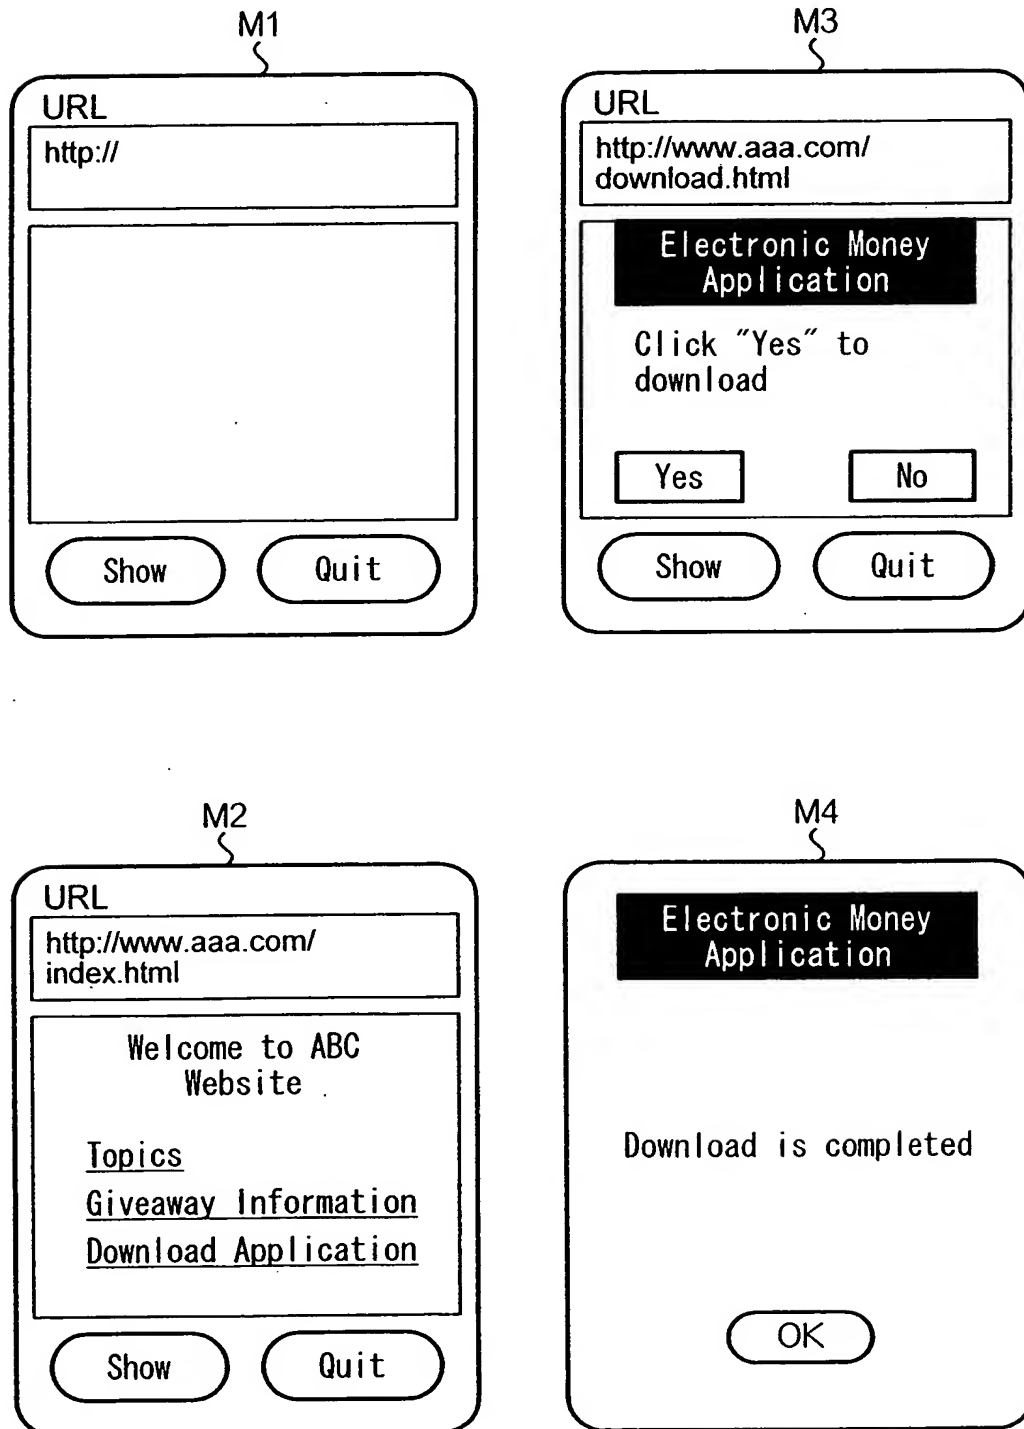 M1
URL
http://
Show
Quit
M3
URL
http://www.aaa.com/
download.html
Electronic Money
Application
Click "Yes" to
download
Yes
No
Show
Quit
M2
URL
http://www.aaa.com/
index.html
Welcome to ABC
Website
Topics
Giveaway Information
Download Application
Show
Quit
M4
Electronic Money
Application
Download is completed
OK